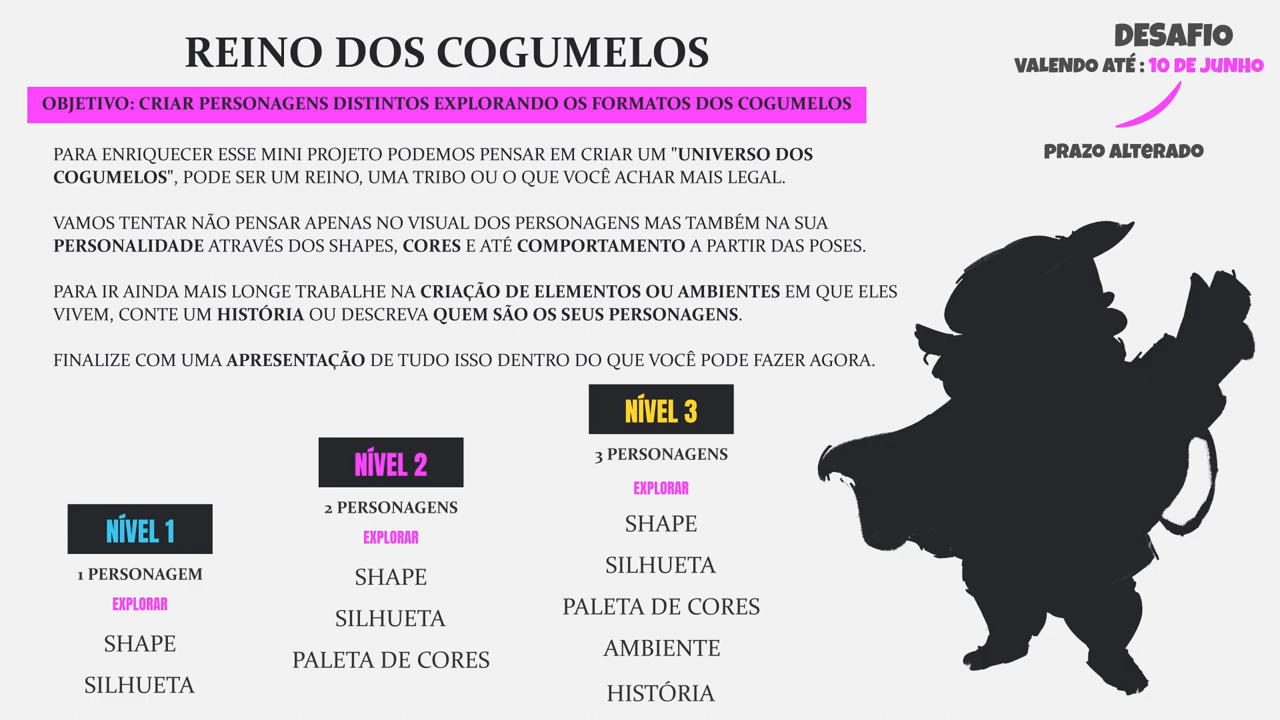 REINO DOS COGUMELOS
OBJETIVO: CRIAR PERSONAGENS DISTINTOS EXPLORANDO OS FORMATOS DOS COGUMELOS
DESAFIO
VALENDO ATÉ : 10 DE JUNHO
PRAZO ALTERADO
PARA ENRIQUECER ESSE MINI PROJETO PODEMOS PENSAR EM CRIAR UM "UNIVERSO DOS
COGUMELOS", PODE SER UM REINO, UMA TRIBO OU O QUE VOCÊ ACHAR MAIS LEGAL.
VAMOS TENTAR NÃO PENSAR APENAS NO VISUAL DOS PERSONAGENS MAS TAMBÉM NA SUA
PERSONALIDADE ATRAVÉS DOS SHAPES, CORES E ATÉ COMPORTAMENTO A PARTIR DAS POSES.
PARA IR AINDA MAIS LONGE TRABALHE NA CRIAÇÃO DE ELEMENTOS OU AMBIENTES EM QUE ELES
VIVEM, CONTE UM HISTÓRIA OU DESCREVA QUEM SÃO OS SEUS PERSONAGENS.
FINALIZE COM UMA APRESENTAÇÃO DE TUDO ISSO DENTRO DO QUE VOCÊ PODE FAZER AGORA.
NÍVEL 1
1 PERSONAGEM
EXPLORAR
SHAPE
SILHUETA
NÍVEL 2
2 PERSONAGENS
EXPLORAR
SHAPE
SILHUETA
PALETA DE CORES
NÍVEL 3
3 PERSONAGENS
EXPLORAR
SHAPE
SILHUETA
PALETA DE CORES
AMBIENTE
HISTÓRIA